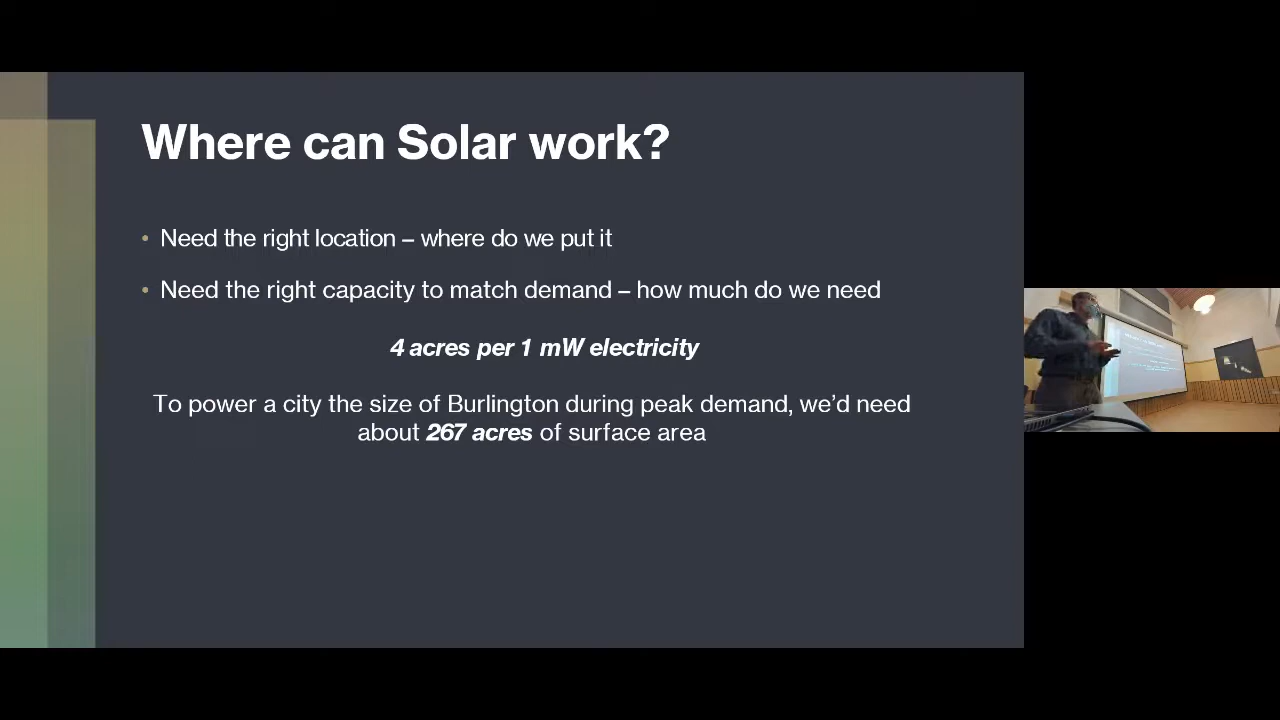 Where can Solar work?
• Need the right location – where do we put it
• Need the right capacity to match demand – how much do we need
4 acres per 1 mW electricity
To power a city the size of Burlington during peak demand, we’d need
about 267 acres of surface area